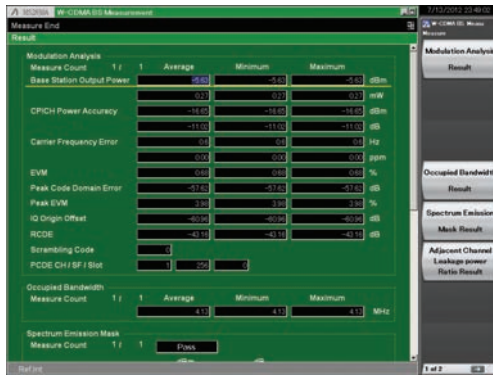 MS269XA W-CDMA BS Measurement
7/13/2012 23:49:02
Measure End
Result
Modulation Analysis
Measure Count 1 / 1 Average Minimum Maximum
Base Station Output Power -5.63 -5.63 -5.63 dBm
0.27 0.27 0.27 mW
CPICH Power Accuracy -16.65 -16.65 -16.65 dBm
-11.02 -11.02 -11.02 dB
Carrier Frequency Error 0.6 0.6 0.6 Hz
0.00 0.00 0.00 ppm
EVM 0.68 0.68 0.68 %
Peak Code Domain Error -57.62 -57.62 -57.62 dB
Peak EVM 3.98 3.98 3.98 %
IQ Origin Offset -60.96 -60.96 -60.96 dB
RCDE -43.16 -43.16 -43.16 dB
Scrambling Code 0
PCDE CH / SF / Slot 1 256 0
Occupied Bandwidth
Measure Count 1 / 1 Average Minimum Maximum
4.13 4.13 4.13 MHz
Spectrum Emission Mask
Measure Count 1 / 1 Pass
Ref.Int
W-CDMA BS Measu
Measure
Modulation Analysis
Result
Occupied Bandwidth
Result
Spectrum Emission
Mask Result
Adjacent Channel
Leakage power
Ratio Result
1 of 2